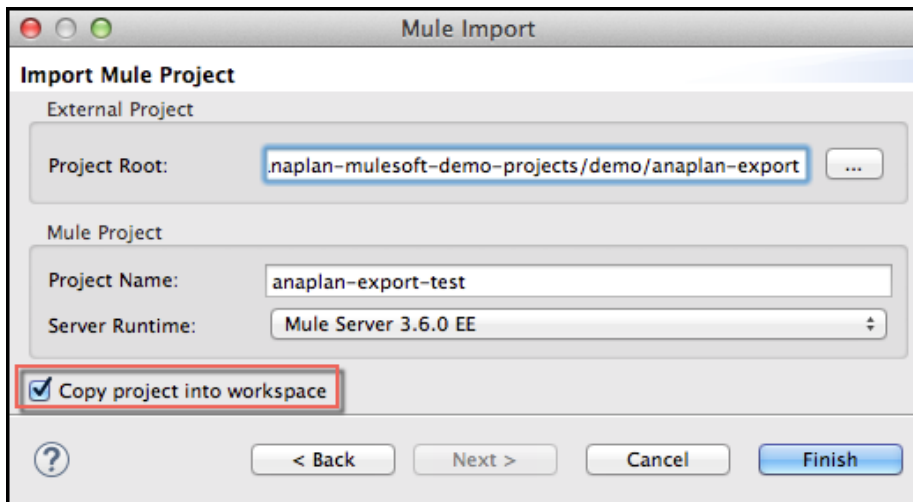 Mule Import
Import Mule Project
External Project
Project Root: .naplan-mulesoft-demo-projects/demo/anaplan-export ...
Mule Project
Project Name: anaplan-export-test
Server Runtime: Mule Server 3.6.0 EE
Copy project into workspace
? < Back Next > Cancel Finish